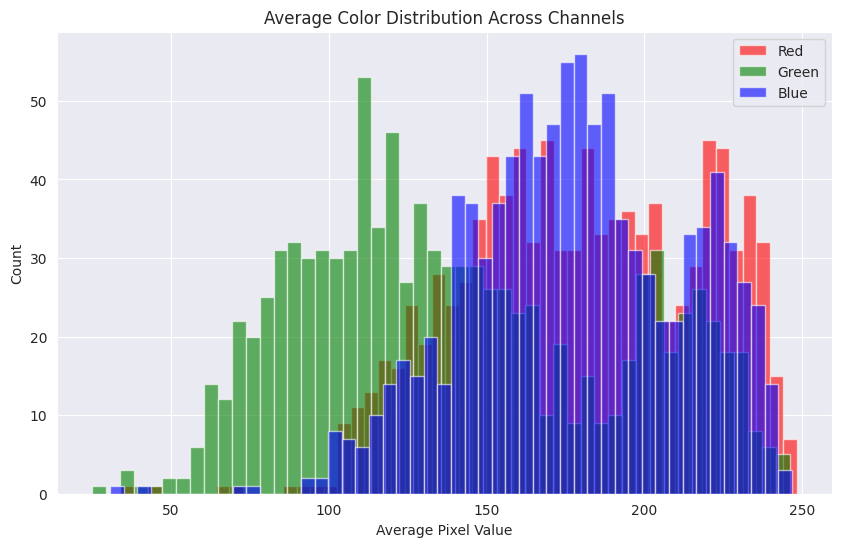 Average Color Distribution Across Channels
Red
Green
Blue
Count
50
40
30
20
10
0
50
100
150
200
250
Average Pixel Value